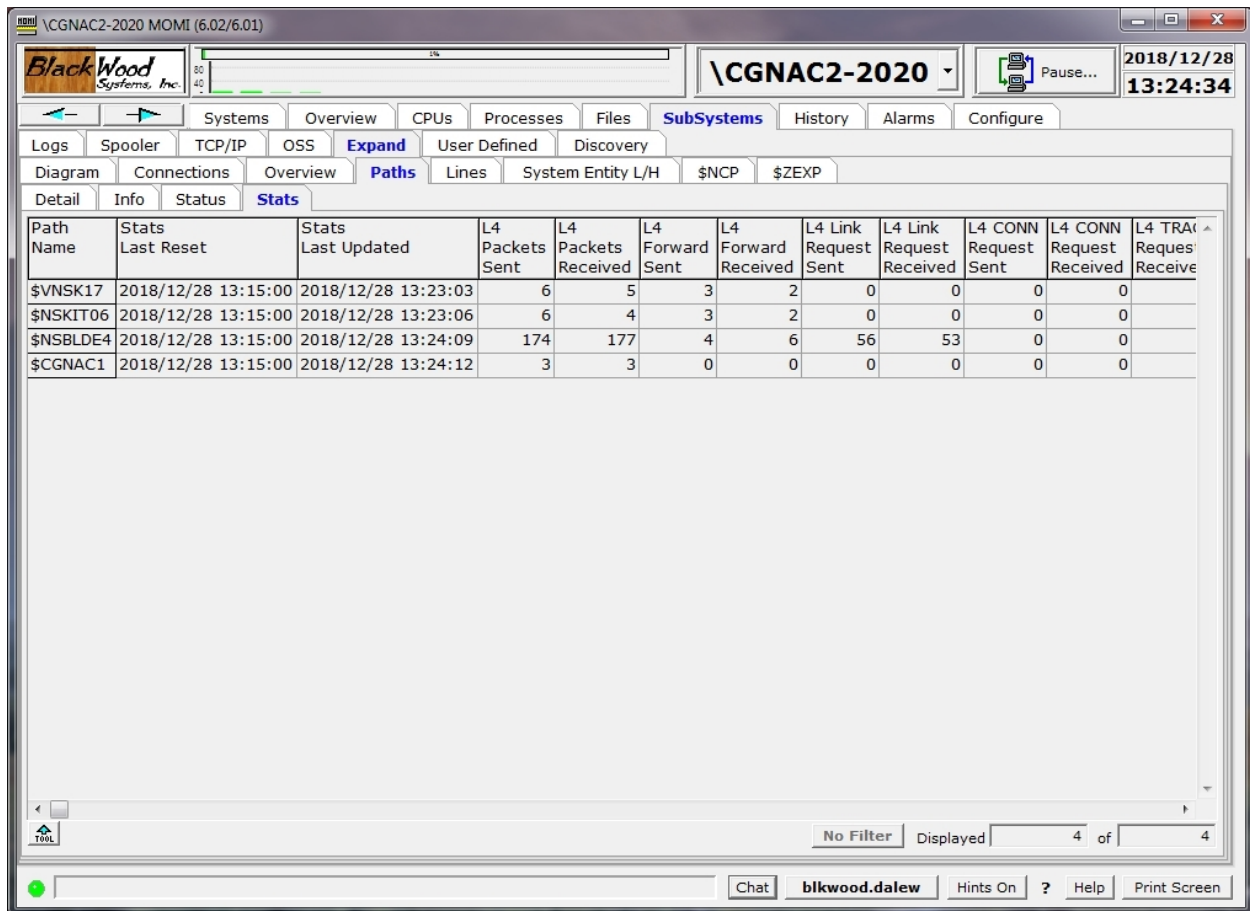 \CGNAC2-2020 MOMI (6.02/6.01)
BlackWood
Systems, Inc.
1%
80
40
\CGNAC2-2020
Pause...
2018/12/28
13:24:34
Systems Overview CPUs Processes Files SubSystems History Alarms Configure
Logs Spooler TCP/IP OSS Expand User Defined Discovery
Diagram Connections Overview Paths Lines System Entity L/H $NCP $ZEXP
Detail Info Status Stats
Path Stats Stats L4 L4 L4 L4 L4 Link L4 Link L4 CONN L4 CONN L4 TRAC
Name Last Reset Last Updated Packets Packets Forward Forward Request Request Request Request Request
Sent Received Sent Received Sent Received Sent Received Receive
$VNSK17 2018/12/28 13:15:00 2018/12/28 13:23:03 6 5 3 2 0 0 0 0
$NSKIT06 2018/12/28 13:15:00 2018/12/28 13:23:06 6 4 3 2 0 0 0 0
$NSBLDE4 2018/12/28 13:15:00 2018/12/28 13:24:09 174 177 4 6 56 53 0 0
$CGNAC1 2018/12/28 13:15:00 2018/12/28 13:24:12 3 3 0 0 0 0 0 0
TOOL
No Filter Displayed 4 of 4
Chat blkwood.dalew Hints On ? Help Print Screen